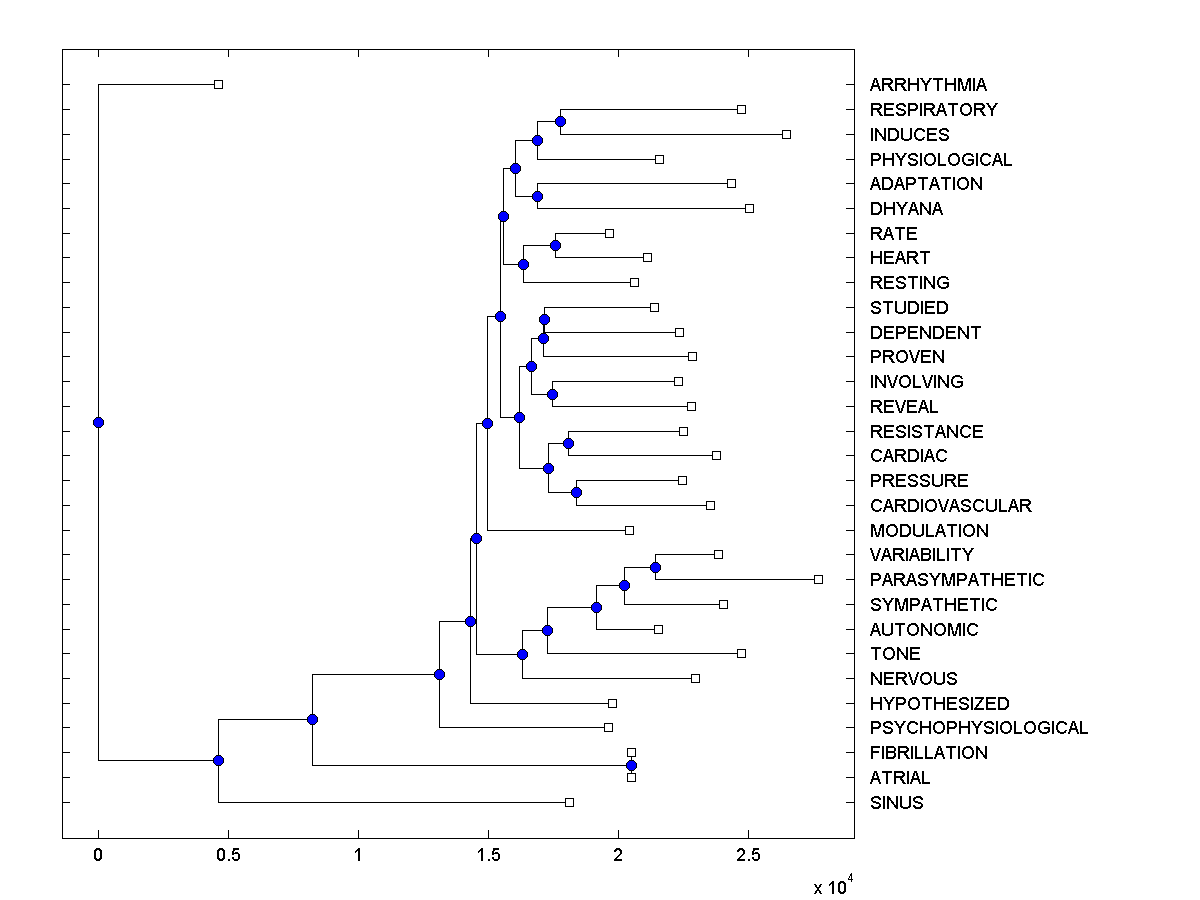 ARRHYTHMIA
RESPIRATORY
INDUCES
PHYSIOLOGICAL
ADAPTATION
DHYANA
RATE
HEART
RESTING
STUDIED
DEPENDENT
PROVEN
INVOLVING
REVEAL
RESISTANCE
CARDIAC
PRESSURE
CARDIOVASCULAR
MODULATION
VARIABILITY
PARASYMPATHETIC
SYMPATHETIC
AUTONOMIC
TONE
NERVOUS
HYPOTHESIZED
PSYCHOPHYSIOLOGICAL
FIBRILLATION
ATRIAL
SINUS
0 0.5 1 1.5 2 2.5
x 10^4